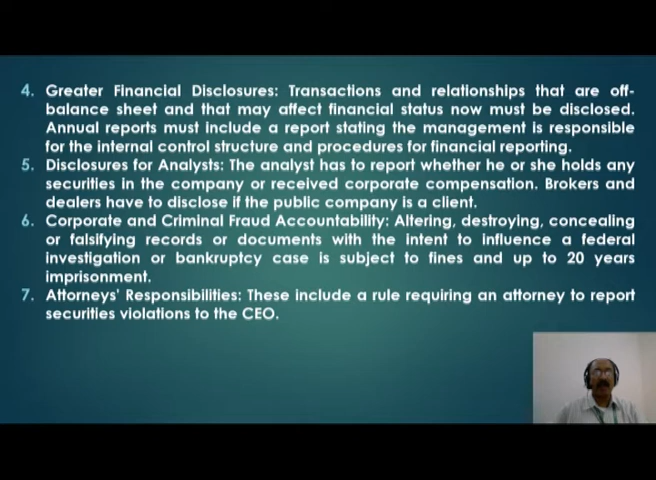 4. Greater Financial Disclosures: Transactions and relationships that are off-
balance sheet and that may affect financial status now must be disclosed.
Annual reports must include a report stating the management is responsible
for the internal control structure and procedures for financial reporting.
5. Disclosures for Analysts: The analyst has to report whether he or she holds any
securities in the company or received corporate compensation. Brokers and
dealers have to disclose if the public company is a client.
6. Corporate and Criminal Fraud Accountability: Altering, destroying, concealing
or falsifying records or documents with the intent to influence a federal
investigation or bankruptcy case is subject to fines and up to 20 years
imprisonment.
7. Attorneys' Responsibilities: These include a rule requiring an attorney to report
securities violations to the CEO.